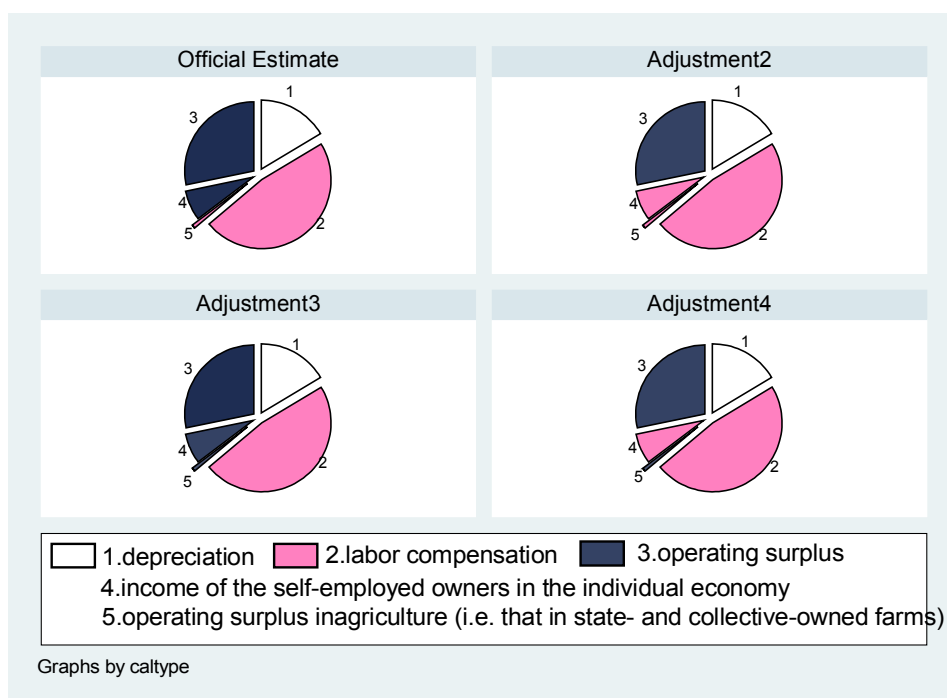 Official Estimate
1
2
3
4
5
Adjustment2
1
2
3
4
5
Adjustment3
1
2
3
4
5
Adjustment4
1
2
3
4
5
1.depreciation 2.labor compensation 3.operating surplus
4.income of the self-employed owners in the individual economy
5.operating surplus inagriculture (i.e. that in state- and collective-owned farms)
Graphs by caltype